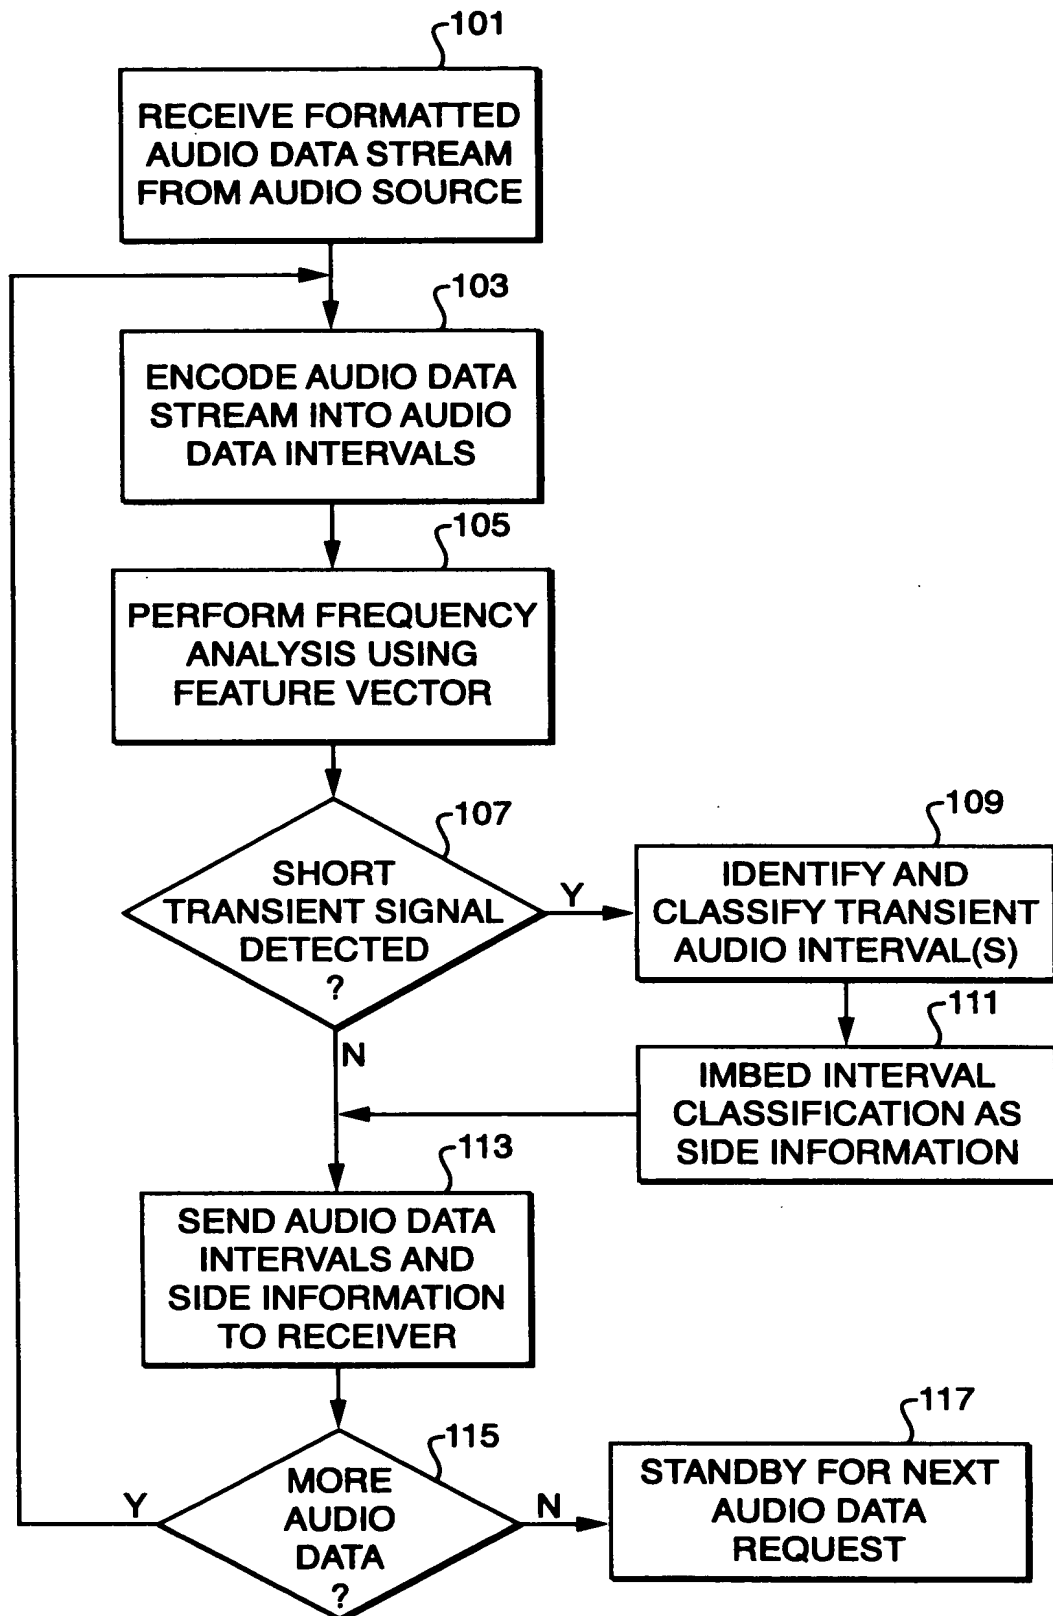 101
RECEIVE FORMATTED
AUDIO DATA STREAM
FROM AUDIO SOURCE
103
ENCODE AUDIO DATA
STREAM INTO AUDIO
DATA INTERVALS
105
PERFORM FREQUENCY
ANALYSIS USING
FEATURE VECTOR
107
SHORT
TRANSIENT SIGNAL
DETECTED
?
Y
N
109
IDENTIFY AND
CLASSIFY TRANSIENT
AUDIO INTERVAL(S)
111
IMBED INTERVAL
CLASSIFICATION AS
SIDE INFORMATION
113
SEND AUDIO DATA
INTERVALS AND
SIDE INFORMATION
TO RECEIVER
115
MORE
AUDIO
DATA
?
Y
N
117
STANDBY FOR NEXT
AUDIO DATA
REQUEST